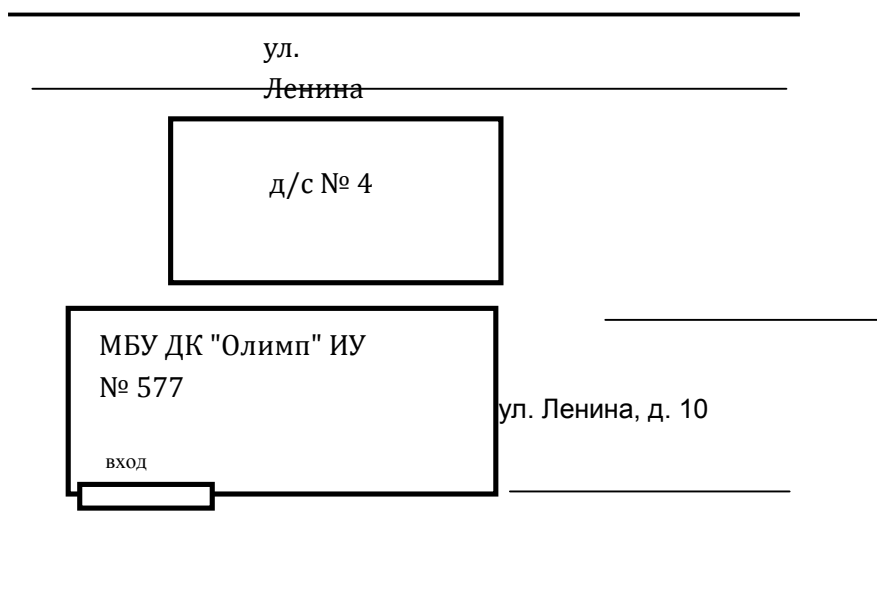 ул.
Ленина
д/с № 4
МБУ ДК "Олимп" ИУ
№ 577
ул. Ленина, д. 10
вход